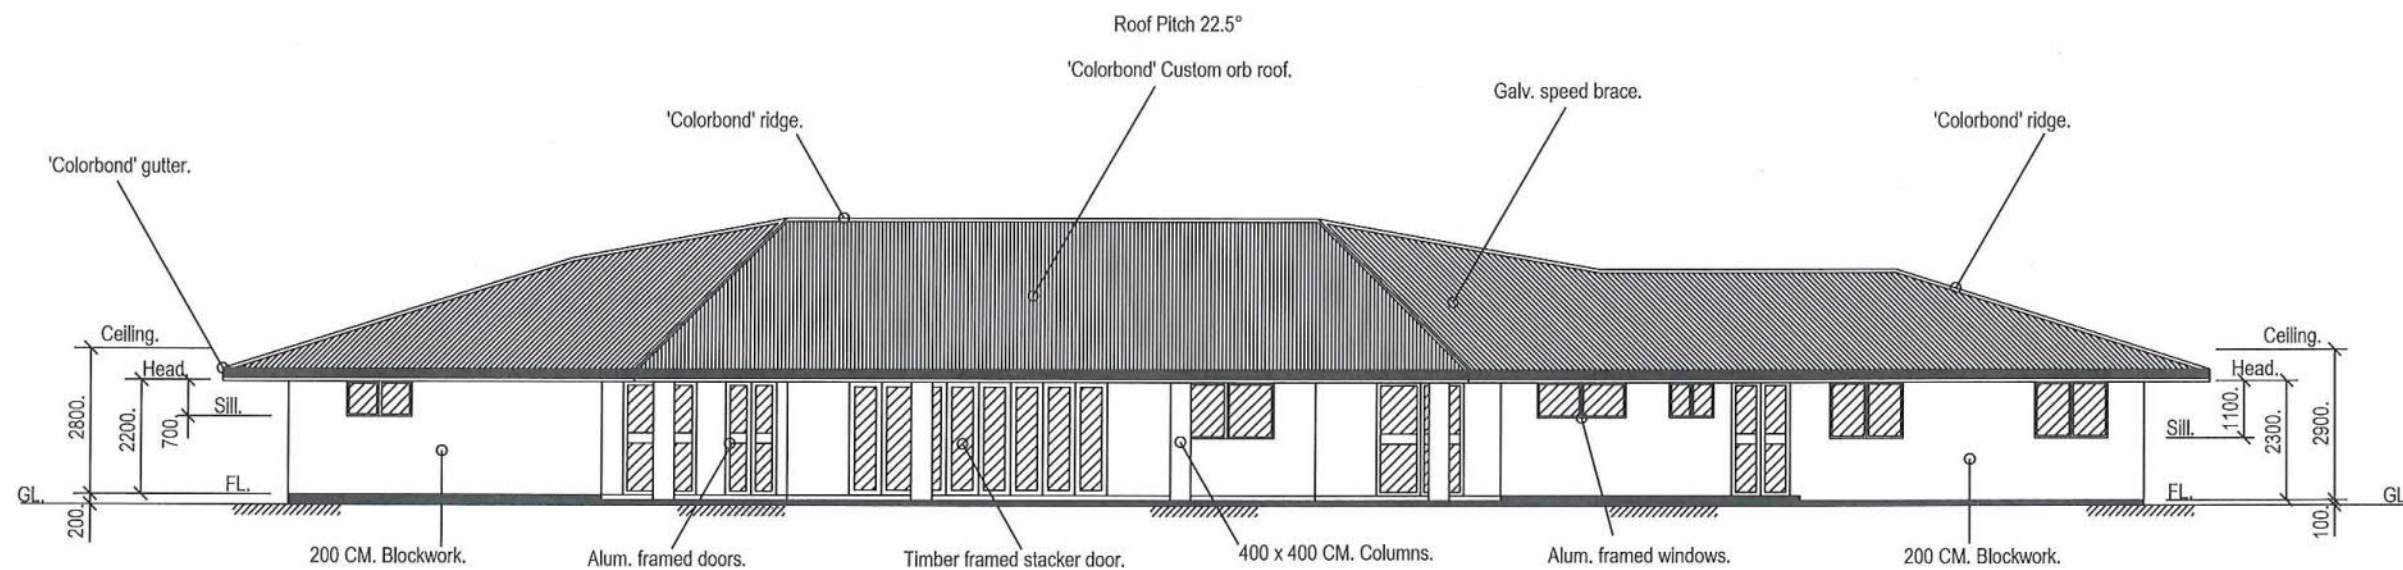 Roof Pitch 22.5°
'Colorbond' Custom orb roof.
Galv. speed brace.
'Colorbond' ridge.
'Colorbond' ridge.
'Colorbond' gutter.
Ceiling.
Ceiling.
Head.
Head.
Sill.
Sill.
2800.
2200.
700.
1100.
2300.
2900.
FL.
FL.
GL.
GL
200.
100.
200 CM. Blockwork.
Alum. framed doors.
Timber framed stacker door.
400 x 400 CM. Columns.
Alum. framed windows.
200 CM. Blockwork.